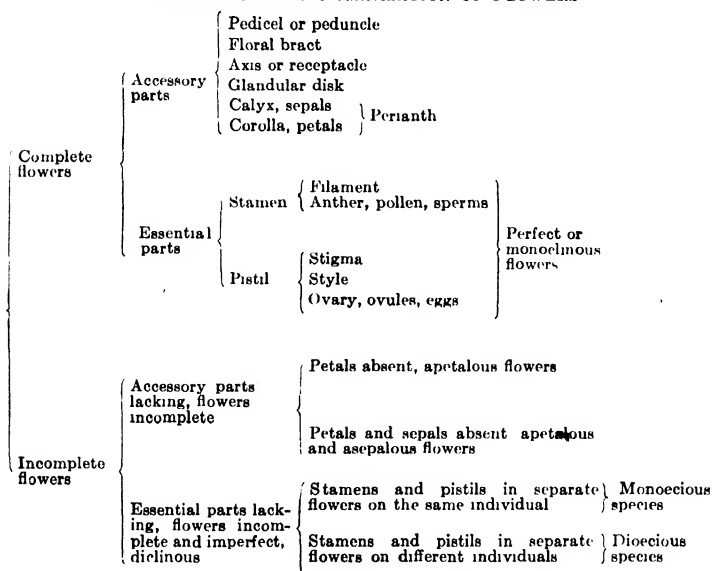 Pedicel or peduncle
Floral bract
Axis or receptacle
Glandular disk
Calyx, sepals
Corolla, petals
Perianth
Accessory
parts
Complete
flowers
Stamen
Filament
Anther, pollen, sperms
Essential
parts
Pistil
Stigma
Style
Ovary, ovules, eggs
Perfect or
monoclinous
flowers
Petals absent, apetalous flowers
Accessory parts
lacking, flowers
incomplete
Petals and sepals absent apetalous
and asepalous flowers
Incomplete
flowers
Essential parts lack-
ing, flowers incom-
plete and imperfect,
diclinous
Stamens and pistils in separate
flowers on the same individual
Monoecious
species
Stamens and pistils in separate
flowers on different individuals
Dioecious
species